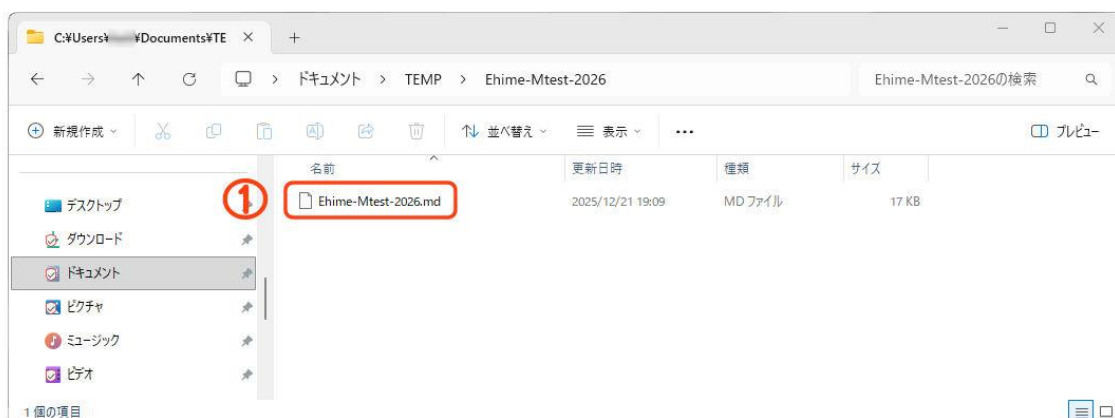 C:¥Users¥ ¥Documents¥TE
ドキュメント > TEMP > Ehime-Mtest-2026
Ehime-Mtest-2026の検索
新規作成
並べ替え
表示
プレビュー
名前
更新日時
種類
サイズ
①
Ehime-Mtest-2026.md
2025/12/21 19:09
MD ファイル
17 KB
デスクトップ
ダウンロード
ドキュメント
ピクチャ
ミュージック
ビデオ
1 個の項目